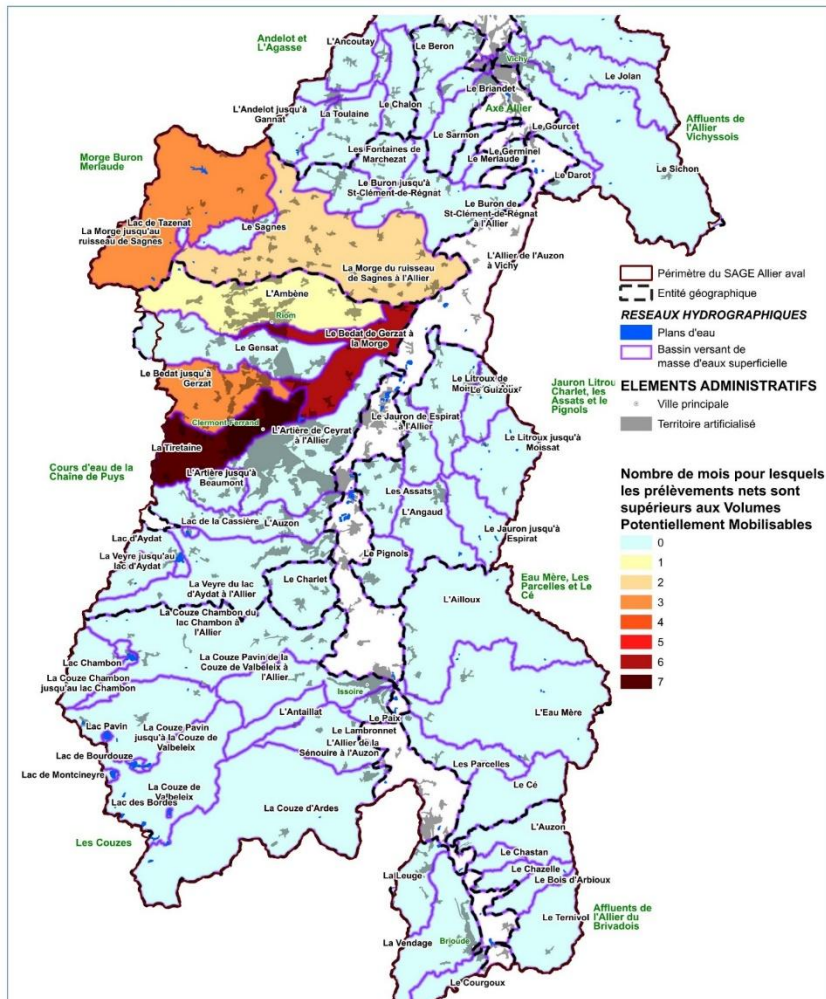 Andelot et
L'Agasse
L'Ancoutay
Le Beron
Vichy
Le Jolan
Le Briandet
L'Andelot jusqu'à
Gannat
La Toulaine
Le Chalon
Axe Allier
Affluents de
l'Allier
Vichyssois
Le Sarmon
Le Gourcet
Les Fontaines de
Marchezat
Le Germinel
Le Merlaude
Morge Buron
Merlaude
Le Buron jusqu'à
St-Clément-de-Régnat
Le Darot
Le Sichon
Le Buron de
St-Clément-de-Régnat
à l'Allier
Lac de Tazenat
Le Sagnes
La Morge jusqu'au
ruisseau de Sagnes
L'Allier de l'Auzon
à Vichy
La Morge du ruisseau
de Sagnes à l'Allier
L'Ambène
Riom
Le Bedat de Gerzat à
la Morge
Le Gensat
Le Bedat jusqu'à
Gerzat
Le Litroux de
Le Guizoux
Jauron Litroux
Charlet, les
Assats et le
Pignols
Clermont Ferrand
Le Jauron de Espirat
à l'Allier
L'Artière de Ceyrat
à l'Allier
La Tiretaine
Le Litroux jusqu'à
Moissat
Cours d'eau de la
Chaîne de Puys
L'Artière jusqu'à
Beaumont
Les Assats
Lac de la Cassière
L'Auzon
L'Angaud
Le Jauron jusqu'à
Espirat
Lac d'Aydat
La Veyre jusqu'au
lac d'Aydat
Le Pignols
La Veyre du lac
d'Aydat à l'Allier
Le Charlet
Eau Mère, Les
Parcelles et Le
Cé
L'Ailloux
La Couze Chambon du
lac Chambon à
l'Allier
Lac Chambon
La Couze Chambon
jusqu'au lac Chambon
La Couze Pavin de la
Couze de Valbeleix à
l'Allier
Issoire
L'Antaillat
Le Paix
L'Eau Mère
Lac Pavin
La Couze Pavin
jusqu'à la Couze de
Valbeleix
Le Lambronnet
L'Allier de la
Sénouire à l'Auzon
Lac de Bourdouze
Lac de Montcineyre
Les Parcelles
Le Cé
La Couze de
Valbeleix
Lac des Bordes
La Couze d'Ardes
L'Auzon
Les Couzes
Le Chastan
Le Chazelle
Le Bois d'Arbioux
La Leuge
Affluents de
l'Allier du
Brivadois
Le Ternivol
La Vendage
Brioude
Le Courgoux
Périmètre du SAGE Allier aval
Entité géographique
RESEAUX HYDROGRAPHIQUES
Plans d'eau
Bassin versant de
masse d'eaux superficielle
ELEMENTS ADMINISTRATIFS
Ville principale
Territoire artificialisé
Nombre de mois pour lesquels
les prélèvements nets sont
supérieurs aux Volumes
Potentiellement Mobilisables
0
1
2
3
4
5
6
7